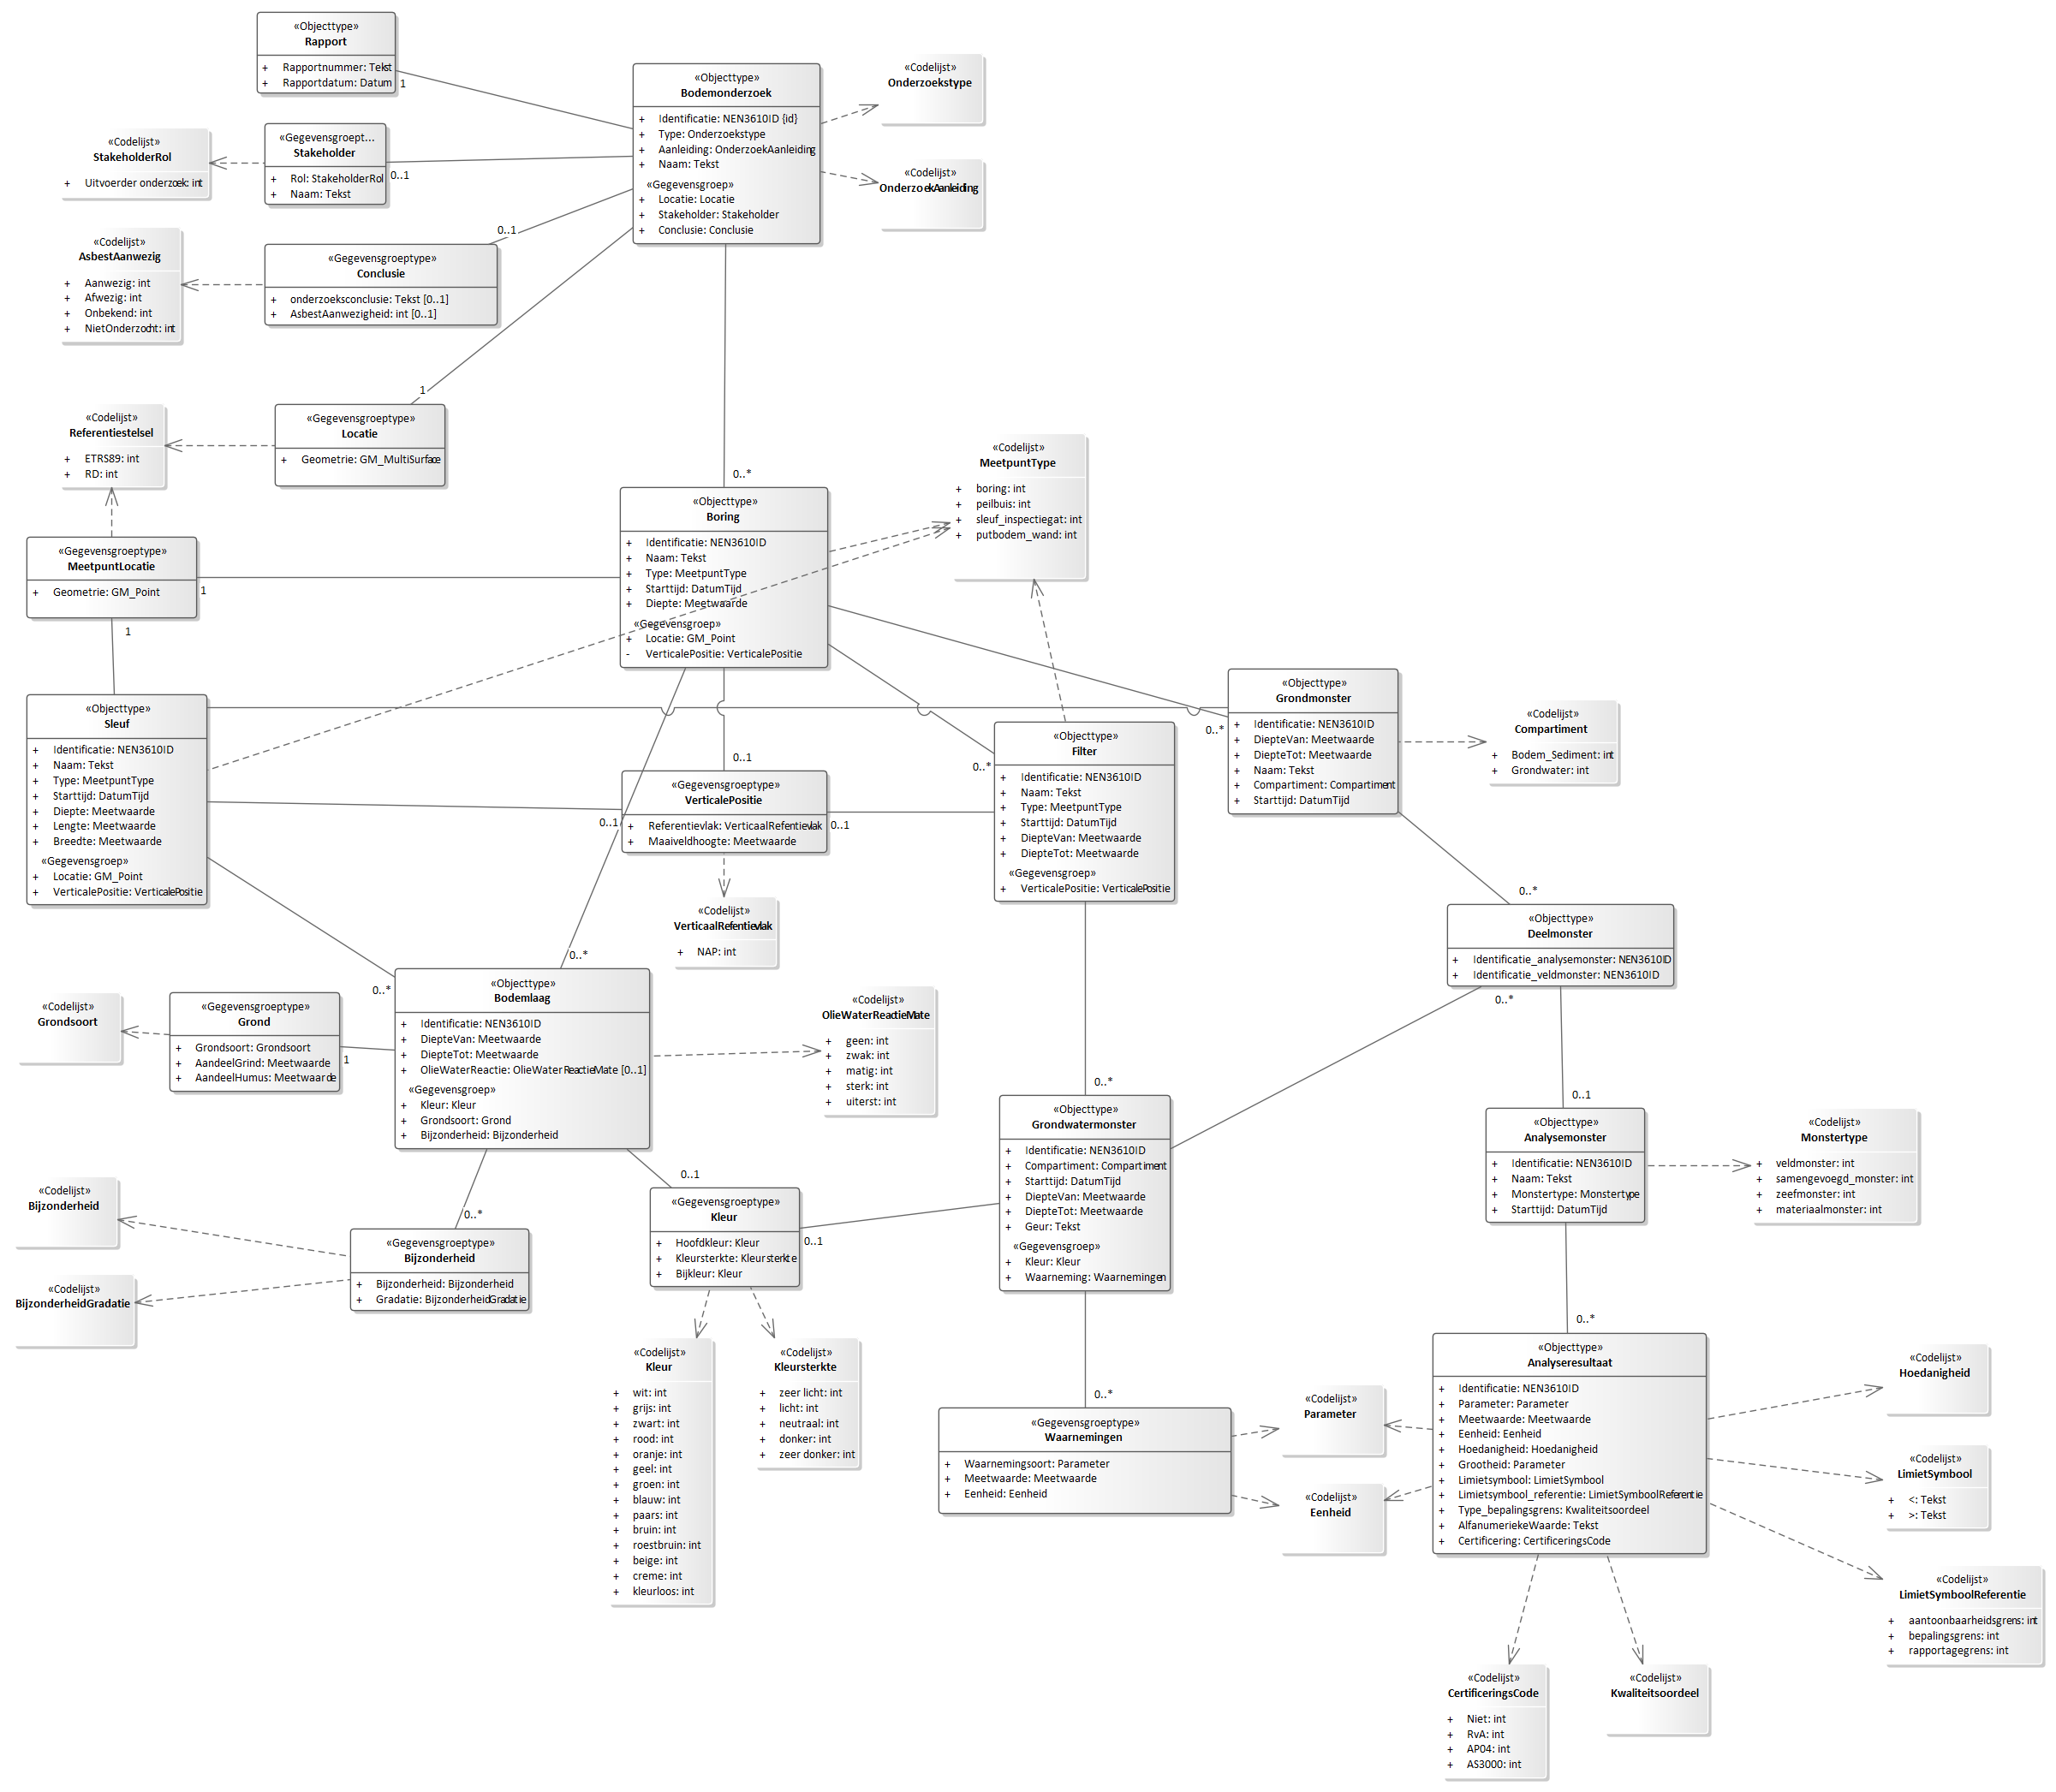 «Objecttype»
Rapport
+ Rapportnummer: Tekst
+ Rapportdatum: Datum
1
«Objecttype»
Bodemonderzoek
+ Identificatie: NEN3610ID {id}
+ Type: Onderzoekstype
+ Aanleiding: OnderzoekAanleiding
+ Naam: Tekst
«Gegevensgroep»
+ Locatie: Locatie
+ Stakeholder: Stakeholder
+ Conclusie: Conclusie
«Codelijst»
Onderzoekstype
«Codelijst»
OnderzoekAanleiding
«Codelijst»
StakeholderRol
+ Uitvoerder onderzoek: int
«Gegevensgroept...
Stakeholder
+ Rol: StakeholderRol
+ Naam: Tekst
0..1
«Codelijst»
AsbestAanwezig
+ Aanwezig: int
+ Afwezig: int
+ Onbekend: int
+ NietOnderzocht: int
«Gegevensgroeptype»
Conclusie
+ onderzoeksconclusie: Tekst [0..1]
+ AsbestAanwezigheid: int [0..1]
0..1
1
«Codelijst»
Referentiestelsel
+ ETRS89: int
+ RD: int
«Gegevensgroeptype»
Locatie
+ Geometrie: GM_MultiSurface
0..*
«Codelijst»
MeetpuntType
+ boring: int
+ peilbuis: int
+ sleuf_inspectiegat: int
+ putbodem_wand: int
«Gegevensgroeptype»
MeetpuntLocatie
+ Geometrie: GM_Point
1
1
«Objecttype»
Boring
+ Identificatie: NEN3610ID
+ Naam: Tekst
+ Type: MeetpuntType
+ Starttijd: DatumTijd
+ Diepte: Meetwaarde
«Gegevensgroep»
+ Locatie: GM_Point
- VerticalePositie: VerticalePositie
«Objecttype»
Sleuf
+ Identificatie: NEN3610ID
+ Naam: Tekst
+ Type: MeetpuntType
+ Starttijd: DatumTijd
+ Diepte: Meetwaarde
+ Lengte: Meetwaarde
+ Breedte: Meetwaarde
«Gegevensgroep»
+ Locatie: GM_Point
+ VerticalePositie: VerticalePositie
0..1
«Gegevensgroeptype»
VerticalePositie
+ Referentievlak: VerticaalRefentievlak
+ Maaiveldhoogte: Meetwaarde
0..1
0..1
0..*
«Objecttype»
Filter
+ Identificatie: NEN3610ID
+ Naam: Tekst
+ Type: MeetpuntType
+ Starttijd: DatumTijd
+ DiepteVan: Meetwaarde
+ DiepteTot: Meetwaarde
«Gegevensgroep»
+ VerticalePositie: VerticalePositie
0..*
«Objecttype»
Grondmonster
+ Identificatie: NEN3610ID
+ DiepteVan: Meetwaarde
+ DiepteTot: Meetwaarde
+ Naam: Tekst
+ Compartiment: Compartiment
+ Starttijd: DatumTijd
«Codelijst»
Compartiment
+ Bodem_Sediment: int
+ Grondwater: int
0..*
«Objecttype»
Deelmonster
+ Identificatie_analysemonster: NEN3610ID
+ Identificatie_veldmonster: NEN3610ID
0..*
«Codelijst»
VerticaalRefentievlak
+ NAP: int
0..*
0..*
«Objecttype»
Bodemlaag
+ Identificatie: NEN3610ID
+ DiepteVan: Meetwaarde
+ DiepteTot: Meetwaarde
+ OlieWaterReactie: OlieWaterReactieMate [0..1]
«Gegevensgroep»
+ Kleur: Kleur
+ Grondsoort: Grond
+ Bijzonderheid: Bijzonderheid
«Codelijst»
Grondsoort
«Gegevensgroeptype»
Grond
+ Grondsoort: Grondsoort
+ AandeelGrind: Meetwaarde
+ AandeelHumus: Meetwaarde
1
«Codelijst»
OlieWaterReactieMate
+ geen: int
+ zwak: int
+ matig: int
+ sterk: int
+ uiterst: int
0..*
«Objecttype»
Grondwatermonster
+ Identificatie: NEN3610ID
+ Compartiment: Compartiment
+ Starttijd: DatumTijd
+ DiepteVan: Meetwaarde
+ DiepteTot: Meetwaarde
+ Geur: Tekst
«Gegevensgroep»
+ Kleur: Kleur
+ Waarneming: Waarnemingen
0..1
«Objecttype»
Analysemonster
+ Identificatie: NEN3610ID
+ Naam: Tekst
+ Monstertype: Monstertype
+ Starttijd: DatumTijd
«Codelijst»
Monstertype
+ veldmonster: int
+ samengevoegd_monster: int
+ zeefmonster: int
+ materiaalmonster: int
«Codelijst»
Bijzonderheid
«Codelijst»
BijzonderheidGradatie
0..*
«Gegevensgroeptype»
Bijzonderheid
+ Bijzonderheid: Bijzonderheid
+ Gradatie: BijzonderheidGradatie
0..1
«Gegevensgroeptype»
Kleur
+ Hoofdkleur: Kleur
+ Kleursterkte: Kleursterkte
+ Bijkleur: Kleur
0..1
«Codelijst»
Kleur
+ wit: int
+ grijs: int
+ zwart: int
+ rood: int
+ oranje: int
+ geel: int
+ groen: int
+ blauw: int
+ paars: int
+ bruin: int
+ roestbruin: int
+ beige: int
+ creme: int
+ kleurloos: int
«Codelijst»
Kleursterkte
+ zeer licht: int
+ licht: int
+ neutraal: int
+ donker: int
+ zeer donker: int
0..*
«Gegevensgroeptype»
Waarnemingen
+ Waarnemingsoort: Parameter
+ Meetwaarde: Meetwaarde
+ Eenheid: Eenheid
«Codelijst»
Parameter
«Codelijst»
Eenheid
0..*
«Objecttype»
Analyseresultaat
+ Identificatie: NEN3610ID
+ Parameter: Parameter
+ Meetwaarde: Meetwaarde
+ Eenheid: Eenheid
+ Hoedanigheid: Hoedanigheid
+ Grootheid: Parameter
+ Limietsymbool: LimietSymbool
+ Limietsymbool_referentie: LimietSymboolReferentie
+ Type_bepalingsgrens: Kwaliteitsoordeel
+ AlfanumeriekeWaarde: Tekst
+ Certificering: CertificeringsCode
«Codelijst»
Hoedanigheid
«Codelijst»
LimietSymbool
+ <: Tekst
+ >: Tekst
«Codelijst»
LimietSymboolReferentie
+ aantoonbaarheidsgrens: int
+ bepalingsgrens: int
+ rapportagegrens: int
«Codelijst»
CertificeringsCode
+ Niet: int
+ RvA: int
+ AP04: int
+ AS3000: int
«Codelijst»
Kwaliteitsoordeel